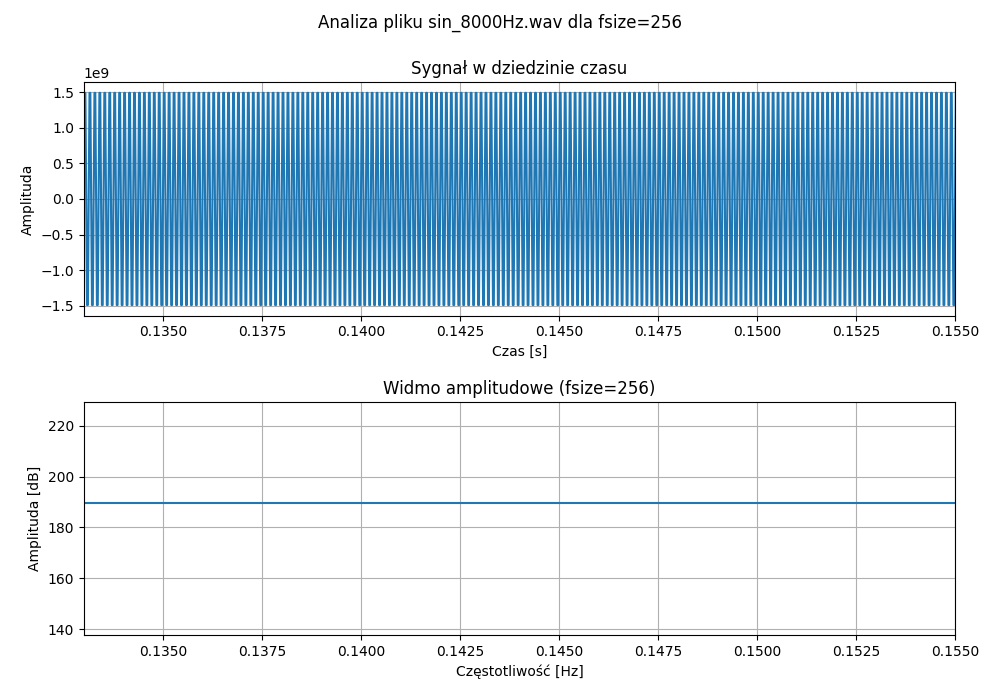 Analiza pliku sin_8000Hz.wav dla fsize=256
Sygnał w dziedzinie czasu
1e9
1.5
1.0
0.5
0.0
−0.5
−1.0
−1.5
Amplituda
0.1350 0.1375 0.1400 0.1425 0.1450 0.1475 0.1500 0.1525 0.1550
Czas [s]
Widmo amplitudowe (fsize=256)
220
200
180
160
140
Amplituda [dB]
0.1350 0.1375 0.1400 0.1425 0.1450 0.1475 0.1500 0.1525 0.1550
Częstotliwość [Hz]